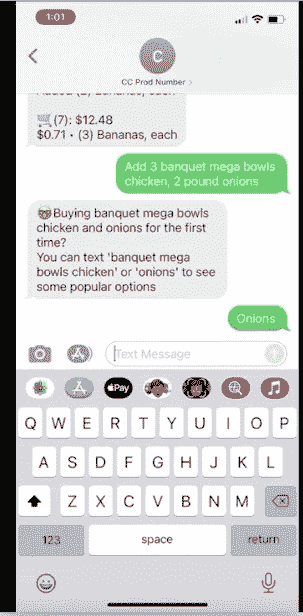 1:01
C
CC Prod Number >
Added (2) Bananas, each
🛒(7): $12.48
$0.71 • (3) Bananas, each
Add 3 banquet mega bowls
chicken, 2 pound onions
Buying banquet mega bowls
chicken and onions for the first
time?
You can text 'banquet mega
bowls chicken' or 'onions' to see
some popular options
Onions
Text Message
Pay
Q W E R T Y U I O P
A S D F G H J K L
Z X C V B N M
123 space return